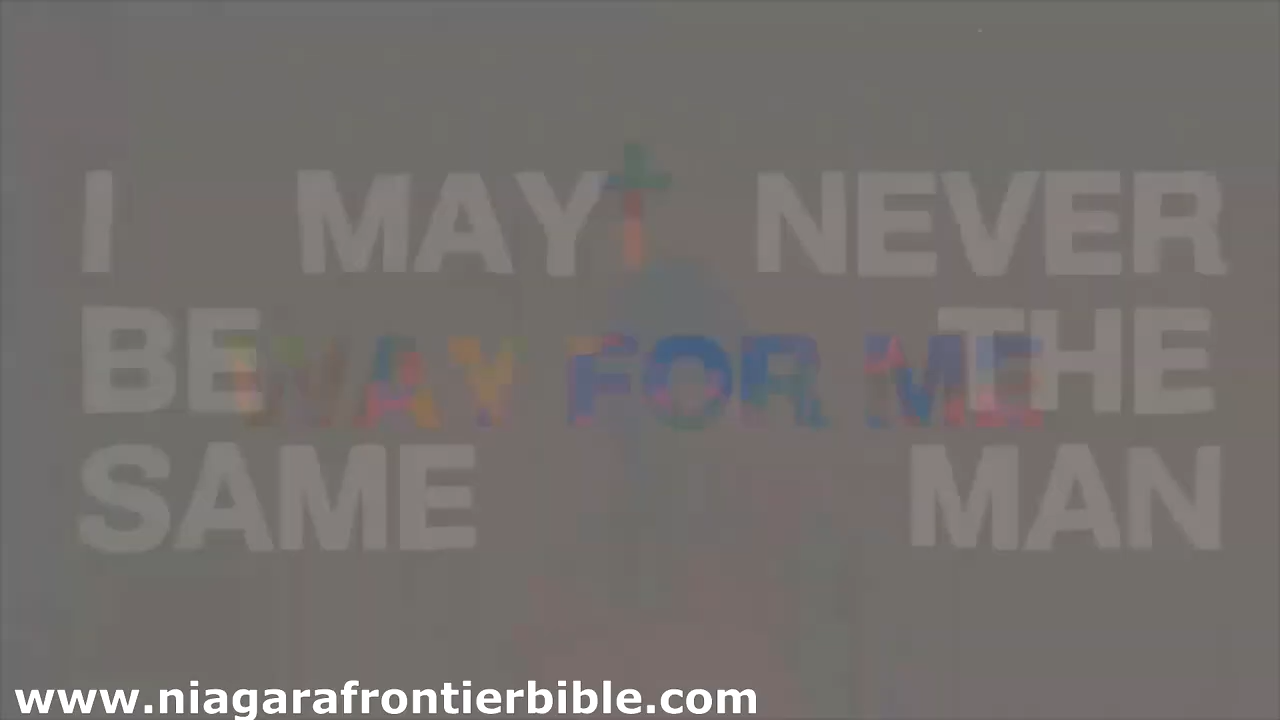 I MAY NEVER
BE THE
WAY FOR ME
SAME MAN
www.niagarafrontierbible.com